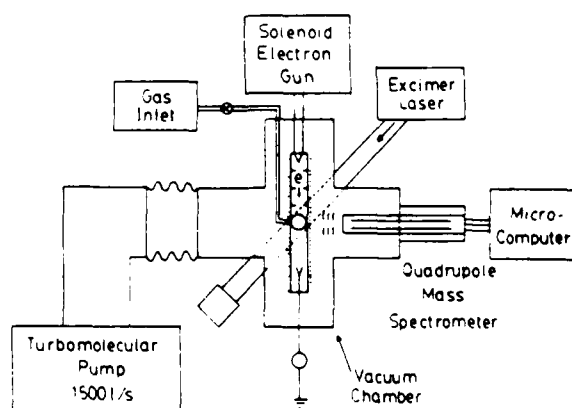 Solenoid
Electron
Gun
Gas
Inlet
Excimer
Laser
e
Micro-
Computer
Quadrupole
Mass
Spectrometer
Turbomolecular
Pump
1500 l/s
Vacuum
Chamber